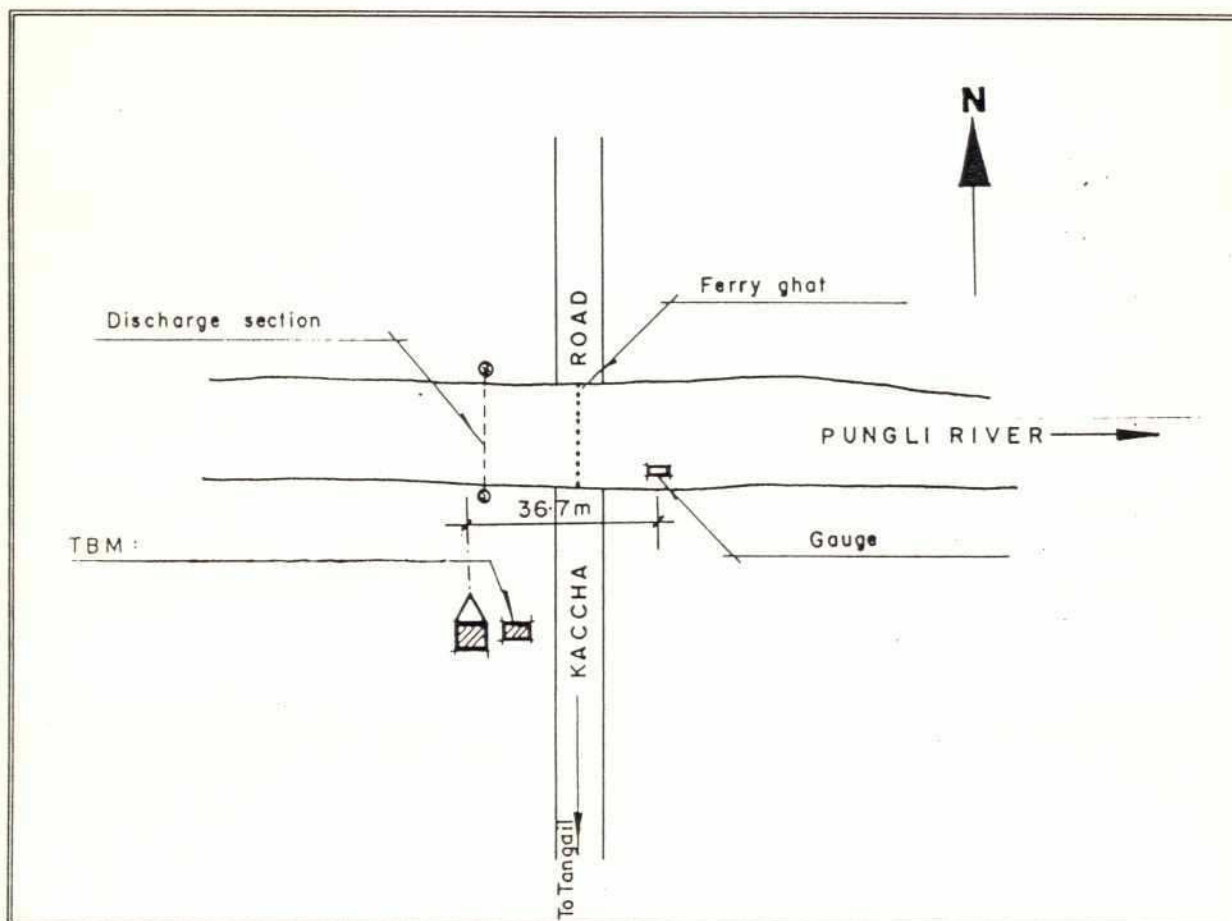 N
Ferry ghat
Discharge section
ROAD
PUNGLI RIVER
36.7m
TBM:
Gauge
KACCHA
To Tangail